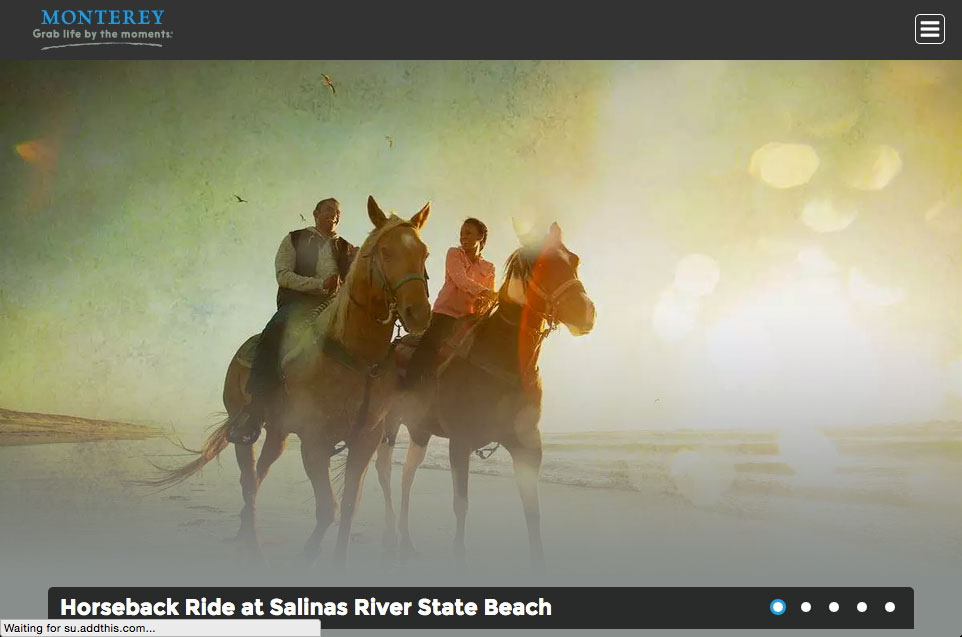 MONTEREY
Grab life by the moments.
Horseback Ride at Salinas River State Beach
Waiting for su.addthis.com...